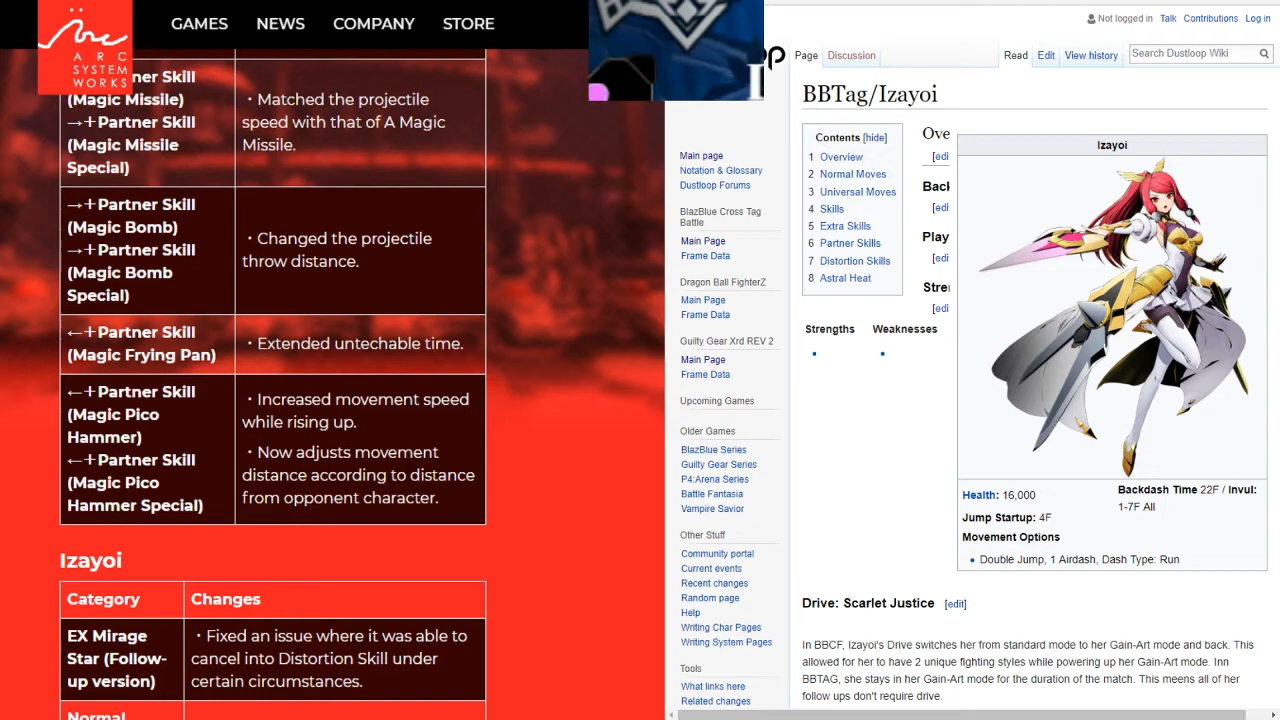 GAMES NEWS COMPANY STORE
ARC
SYSTEM
WORKS
Partner Skill
(Magic Missile)
→+Partner Skill
(Magic Missile
Special)
・Matched the projectile
speed with that of A Magic
Missile.
→+Partner Skill
(Magic Bomb)
→+Partner Skill
(Magic Bomb
Special)
・Changed the projectile
throw distance.
←+Partner Skill
(Magic Frying Pan)
・Extended untechable time.
←+Partner Skill
(Magic Pico
Hammer)
←+Partner Skill
(Magic Pico
Hammer Special)
・Increased movement speed
while rising up.
・Now adjusts movement
distance according to distance
from opponent character.
Izayoi
Category Changes
EX Mirage
Star (Follow-
up version)
・Fixed an issue where it was able to
cancel into Distortion Skill under
certain circumstances.
Normal
Not logged in Talk Contributions Log in
Page Discussion Read Edit View history Search Dustloop Wiki
BBTag/Izayoi
Main page
Notation & Glossary
Dustloop Forums
BlazBlue Cross Tag
Battle
Main Page
Frame Data
Dragon Ball FighterZ
Main Page
Frame Data
Guilty Gear Xrd REV 2
Main Page
Frame Data
Upcoming Games
Older Games
BlazBlue Series
Guilty Gear Series
P4:Arena Series
Battle Fantasia
Vampire Savior
Other Stuff
Community portal
Current events
Recent changes
Random page
Help
Writing Char Pages
Writing System Pages
Tools
What links here
Related changes
Contents [hide]
1 Overview
2 Normal Moves
3 Universal Moves
4 Skills
5 Extra Skills
6 Partner Skills
7 Distortion Skills
8 Astral Heat
Ove
[edi
Back
[edi
Play
[edi
Stre
[edi
Strengths Weaknesses
Izayoi
Health: 16,000
Jump Startup: 4F
Backdash Time 22F / Invul:
1-7F All
Movement Options
• Double Jump, 1 Airdash, Dash Type: Run
Drive: Scarlet Justice [edit]
In BBCF, Izayoi's Drive switches her from standard mode to her Gain-Art mode and back. This
allowed for her to have 2 unique fighting styles while powering up her Gain-Art mode. Inn
BBTAG, she stays in her Gain-Art mode for the duration of the match. This means all of her
follow ups don't require drive.